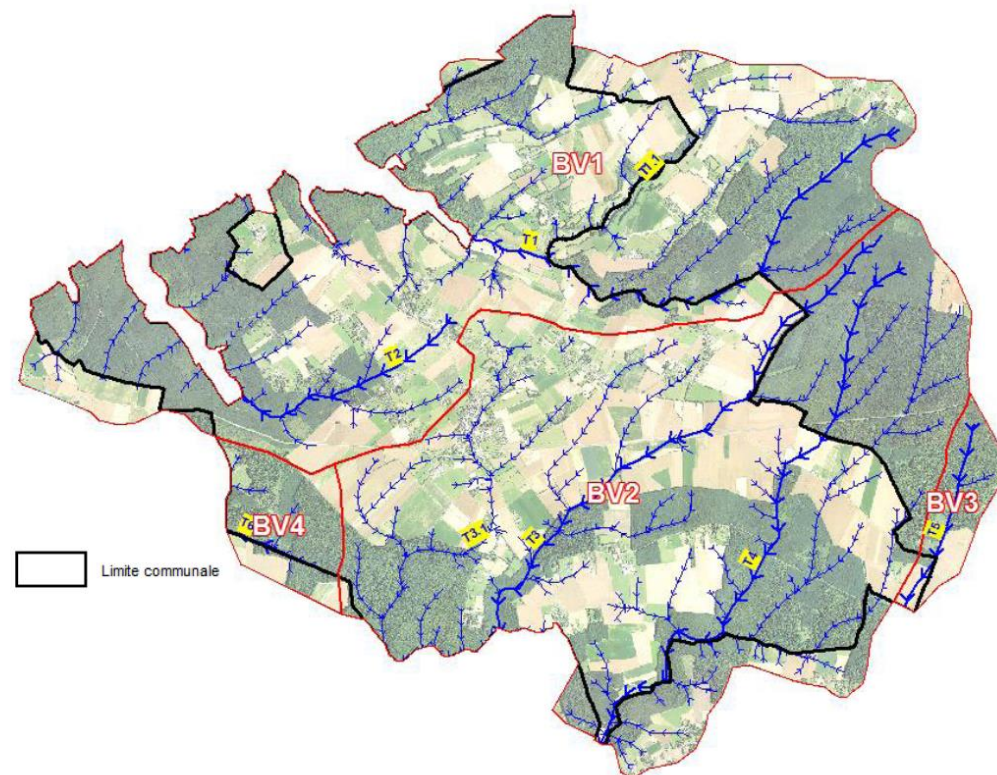 BV1
T1.1
T1
T2
BV2
BV3
BV4
T6
T3.1
T3
T4
T5
Limite communale